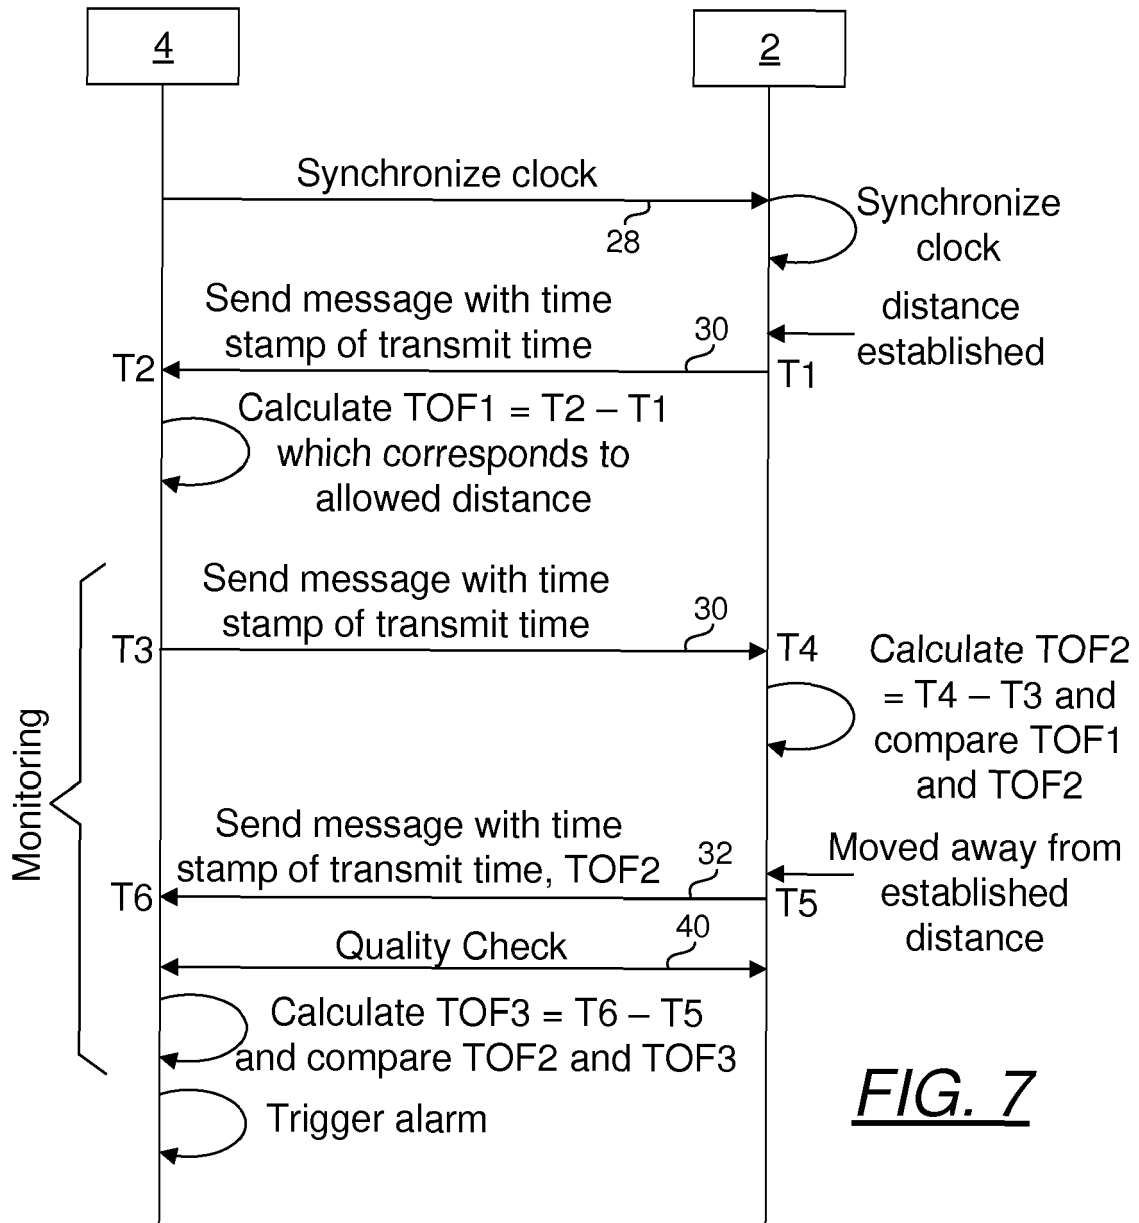 4
2
Synchronize clock
28
Synchronize
clock
Send message with time
stamp of transmit time
30
distance
established
T2
T1
Calculate TOF1 = T2 – T1
which corresponds to
allowed distance
Monitoring
Send message with time
stamp of transmit time
30
T3
T4
Calculate TOF2
= T4 – T3 and
compare TOF1
and TOF2
Send message with time
stamp of transmit time, TOF2
32
Moved away from
established
distance
T6
T5
Quality Check
40
Calculate TOF3 = T6 – T5
and compare TOF2 and TOF3
Trigger alarm
FIG. 7